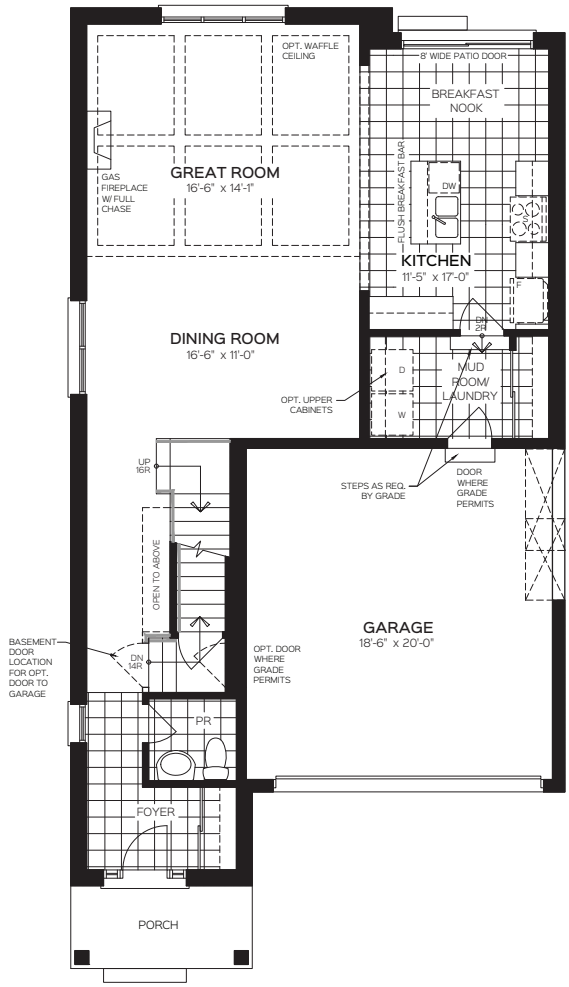 OPT. WAFFLE
CEILING
8' WIDE PATIO DOOR
BREAKFAST
NOOK
GREAT ROOM
16'-6" x 14'-1"
GAS
FIREPLACE
W/ FULL
CHASE
FLUSH BREAKFAST BAR
DW
S
KITCHEN
11'-5" x 17'-0"
F
DN
2R
DINING ROOM
16'-6" x 11'-0"
D
W
MUD
ROOM/
LAUNDRY
OPT. UPPER
CABINETS
UP
16R
STEPS AS REQ.
BY GRADE
DOOR
WHERE
GRADE
PERMITS
OPEN TO ABOVE
GARAGE
18'-6" x 20'-0"
BASEMENT
DOOR
LOCATION
FOR OPT.
DOOR TO
GARAGE
DN
14R
OPT. DOOR
WHERE
GRADE
PERMITS
PR
FOYER
PORCH